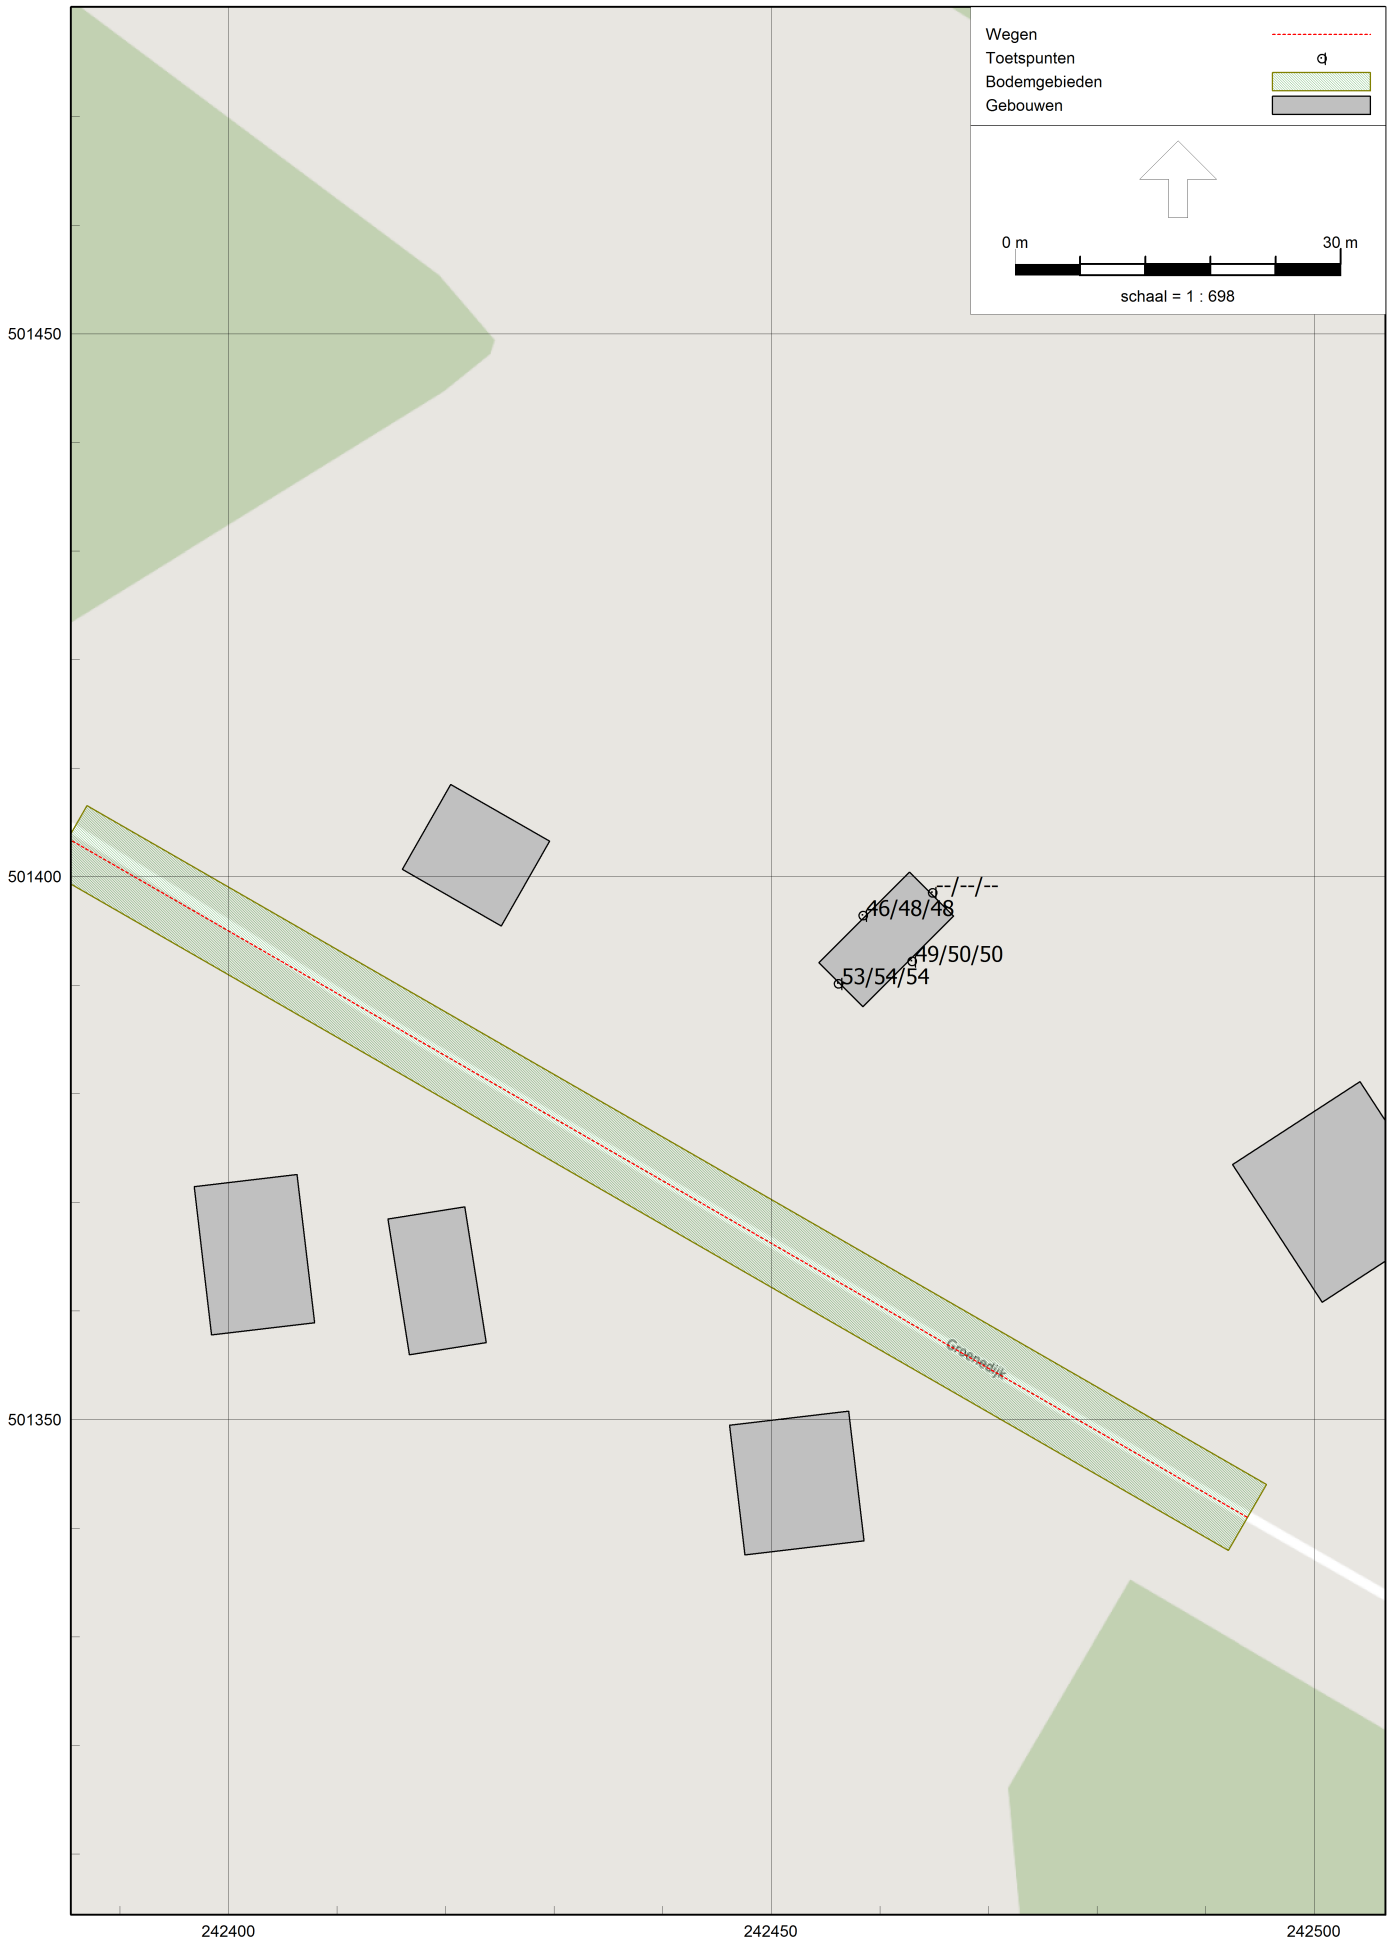 Wegen
Toetspunten
Bodemgebieden
Gebouwen
0 m 30 m
schaal = 1 : 698
501450
501400
--/--/--
46/48/48
49/50/50
53/54/54
Groenedijk
501350
242400 242450 242500